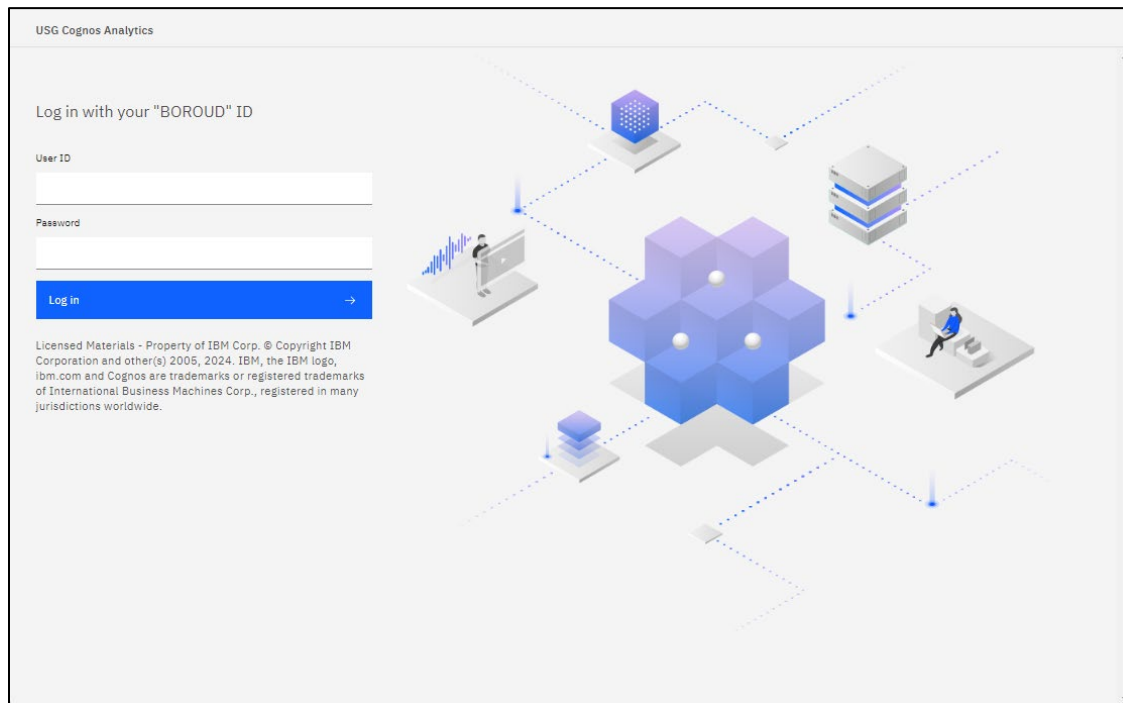 USG Cognos Analytics
Log in with your "BOROUD" ID
User ID
Password
Log in
Licensed Materials - Property of IBM Corp. © Copyright IBM
Corporation and other(s) 2005, 2024. IBM, the IBM logo,
ibm.com and Cognos are trademarks or registered trademarks
of International Business Machines Corp., registered in many
jurisdictions worldwide.